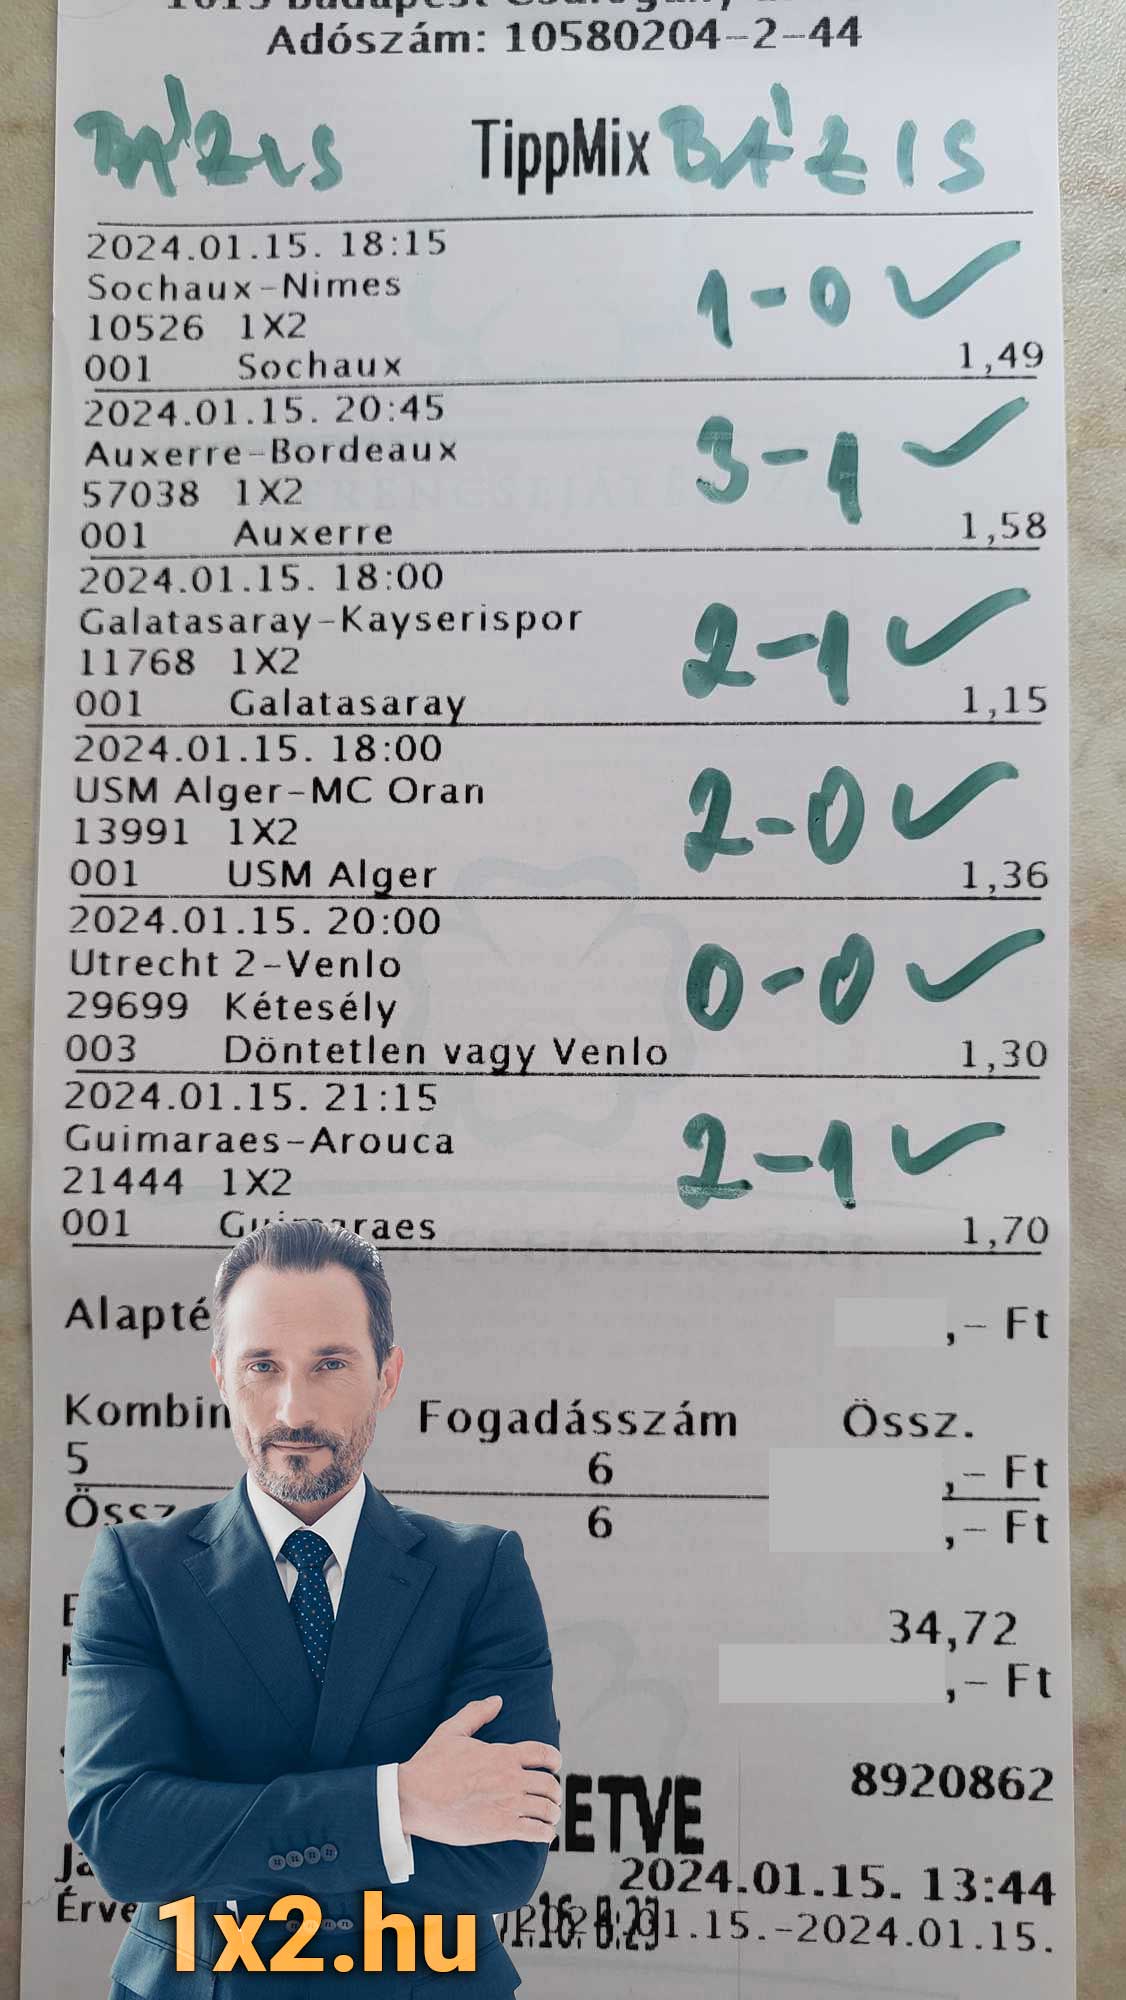 Adószám: 10580204-2-44
BÁZIS TippMix BÁZIS
2024.01.15. 18:15
Sochaux-Nimes
10526 1X2
1-0 ✓
001 Sochaux 1,49
2024.01.15. 20:45
Auxerre-Bordeaux
57038 1X2
3-1 ✓
001 Auxerre 1,58
2024.01.15. 18:00
Galatasaray-Kayserispor
11768 1X2
2-1 ✓
001 Galatasaray 1,15
2024.01.15. 18:00
USM Alger-MC Oran
13991 1X2
2-0 ✓
001 USM Alger 1,36
2024.01.15. 20:00
Utrecht 2-Venlo
29699 Kétesély
0-0 ✓
003 Döntetlen vagy Venlo 1,30
2024.01.15. 21:15
Guimaraes-Arouca
21444 1X2
2-1 ✓
001 Guimaraes 1,70
Alapté ,- Ft
Kombin Fogadásszám Össz.
5 6 ,- Ft
Össz 6 ,- Ft
34,72
,- Ft
8920862
ETVE
2024.01.15. 13:44
Érve 01.15.-2024.01.15.
1x2.hu